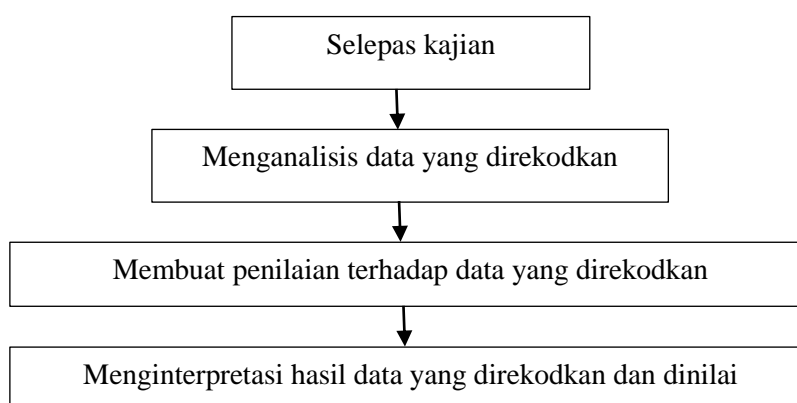 Selepas kajian
Menganalisis data yang direkodkan
Membuat penilaian terhadap data yang direkodkan
Menginterpretasi hasil data yang direkodkan dan dinilai